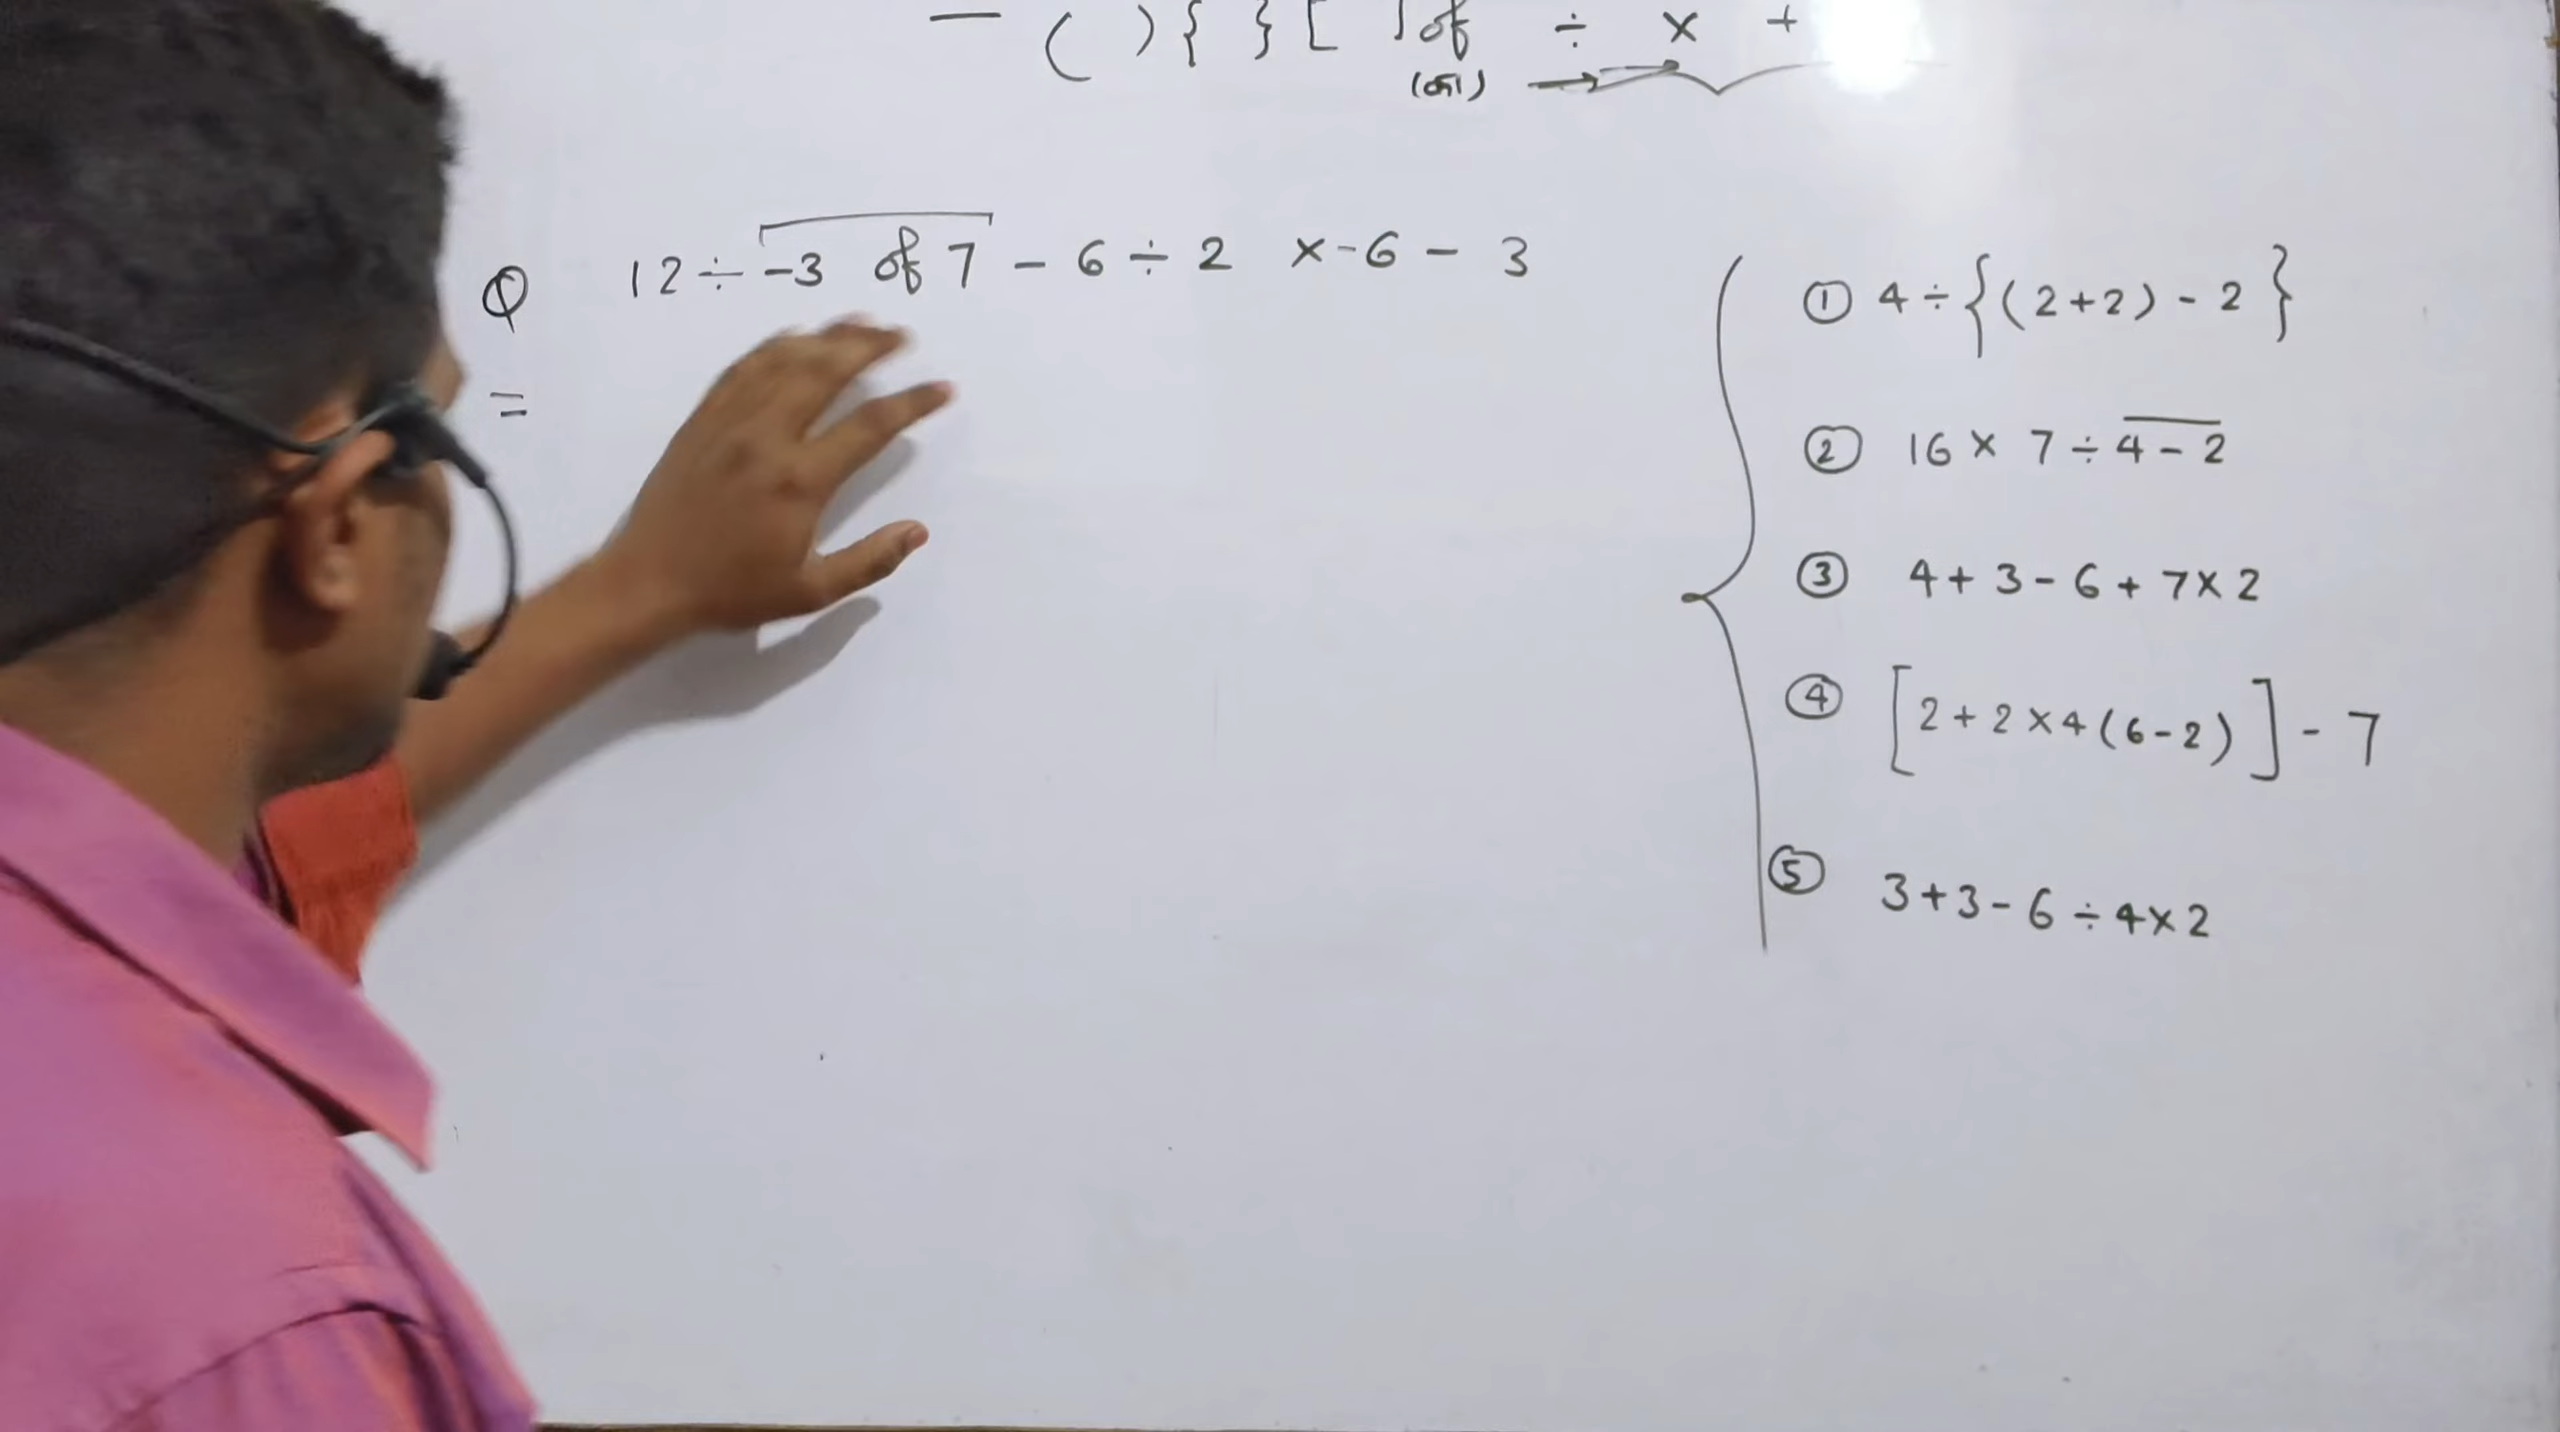 — ( ) { } [ ] of ÷ × +
(का)
Q 12 ÷ -3 of 7 - 6 ÷ 2 × -6 - 3
=
① 4 ÷ {(2+2) - 2}
② 16 × 7 ÷ 4 - 2
③ 4 + 3 - 6 + 7 × 2
④ [2 + 2 × 4 (6-2)] - 7
⑤ 3 + 3 - 6 ÷ 4 × 2